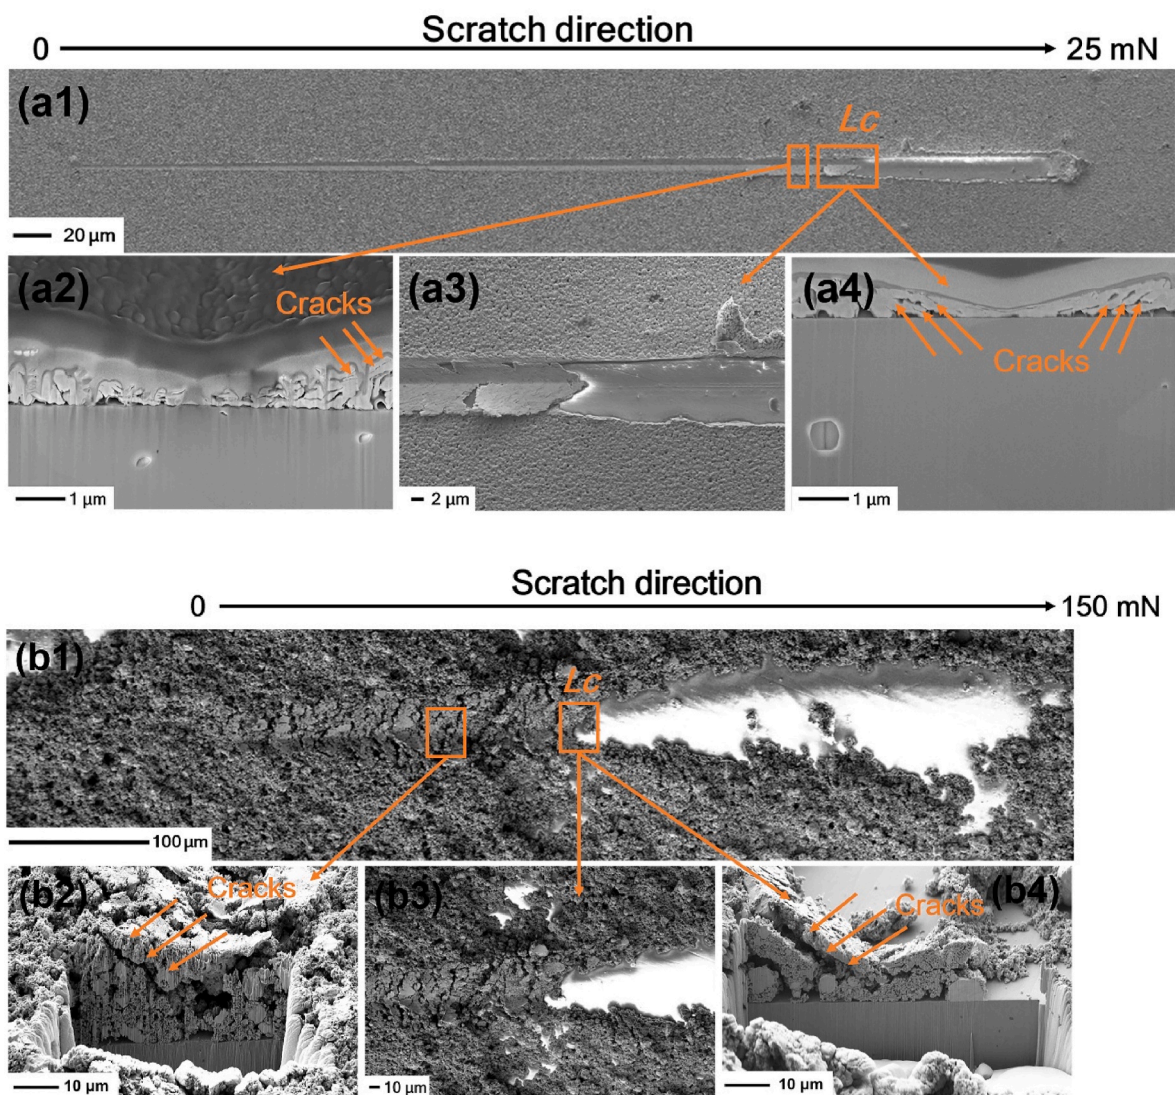 Scratch direction
0
25 mN
(a1)
Lc
20 µm
(a2)
Cracks
1 µm
(a3)
2 µm
(a4)
Cracks
1 µm
Scratch direction
0
150 mN
(b1)
Lc
100 µm
(b2)
Cracks
10 µm
(b3)
10 µm
(b4)
Cracks
10 µm